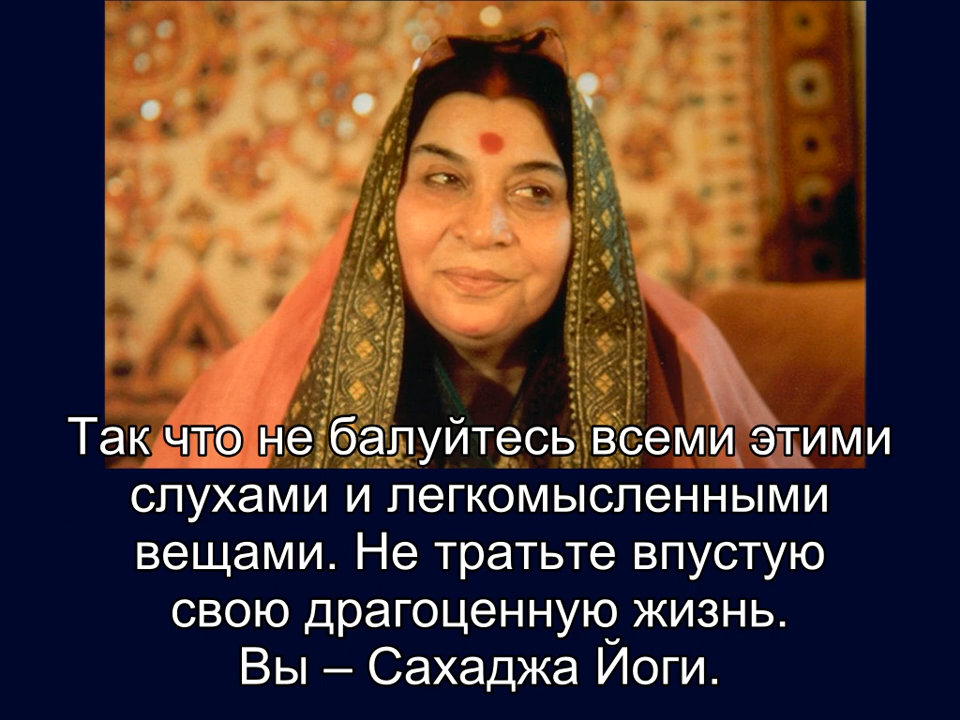 Так что не балуйтесь всеми этими
слухами и легкомысленными
вещами. Не тратьте впустую
свою драгоценную жизнь.
Вы – Сахаджа Йоги.